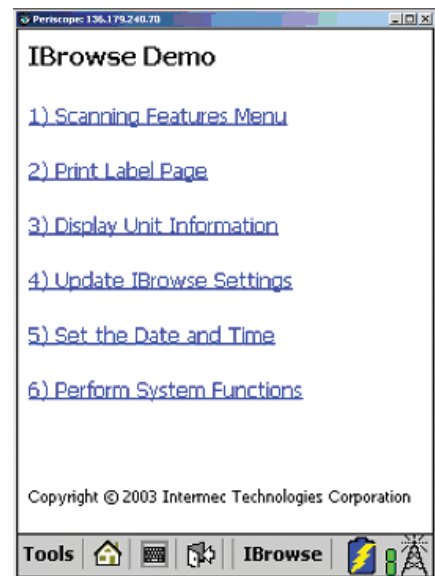 Periscope: 136.179.240.70
IBrowse Demo
1) Scanning Features Menu
2) Print Label Page
3) Display Unit Information
4) Update IBrowse Settings
5) Set the Date and Time
6) Perform System Functions
Copyright © 2003 Intermec Technologies Corporation
Tools IBrowse